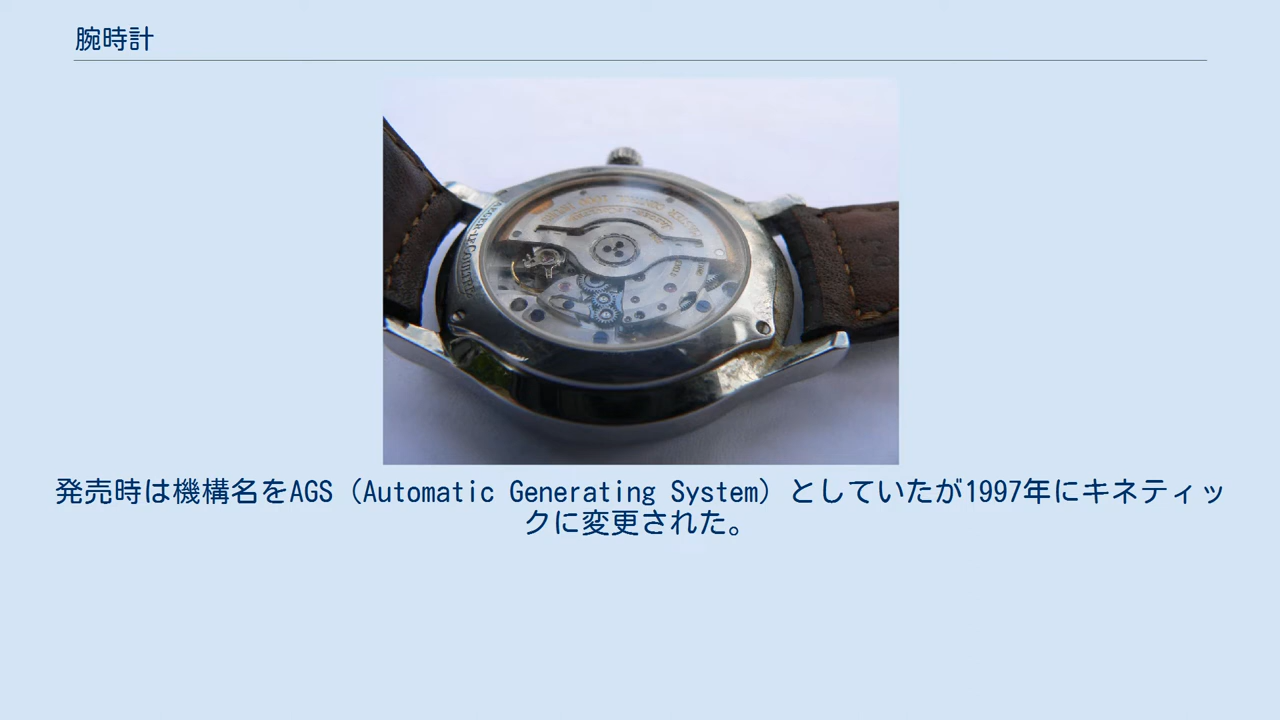 腕時計
JAEGER-LECOULTRE
発売時は機構名をAGS（Automatic Generating System）としていたが1997年にキネティッ
クに変更された。